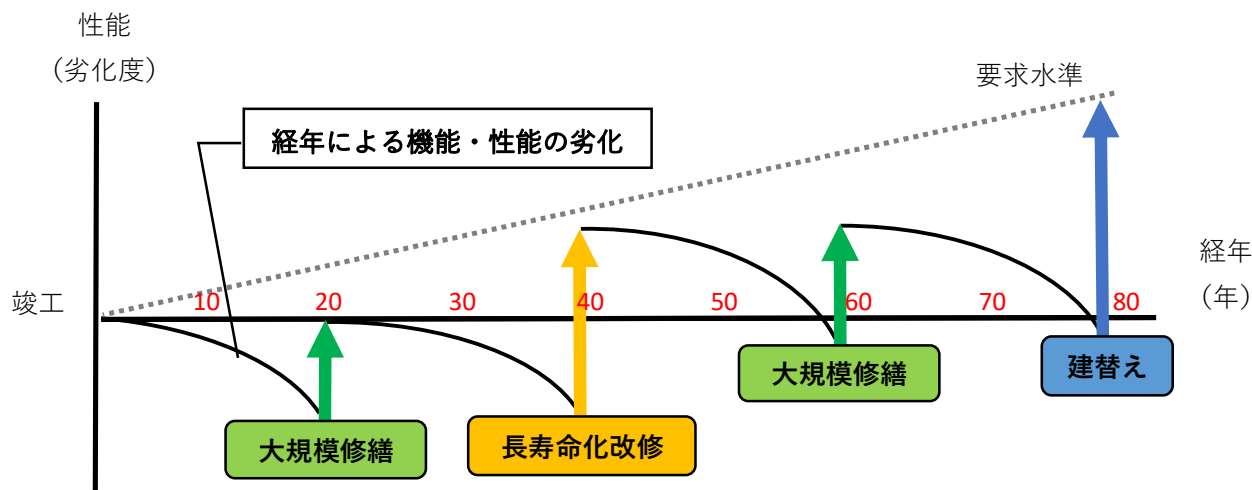 性能
（劣化度）
要求水準
経年による機能・性能の劣化
経年
（年）
竣工
10
20
30
40
50
60
70
80
大規模修繕
長寿命化改修
大規模修繕
建替え